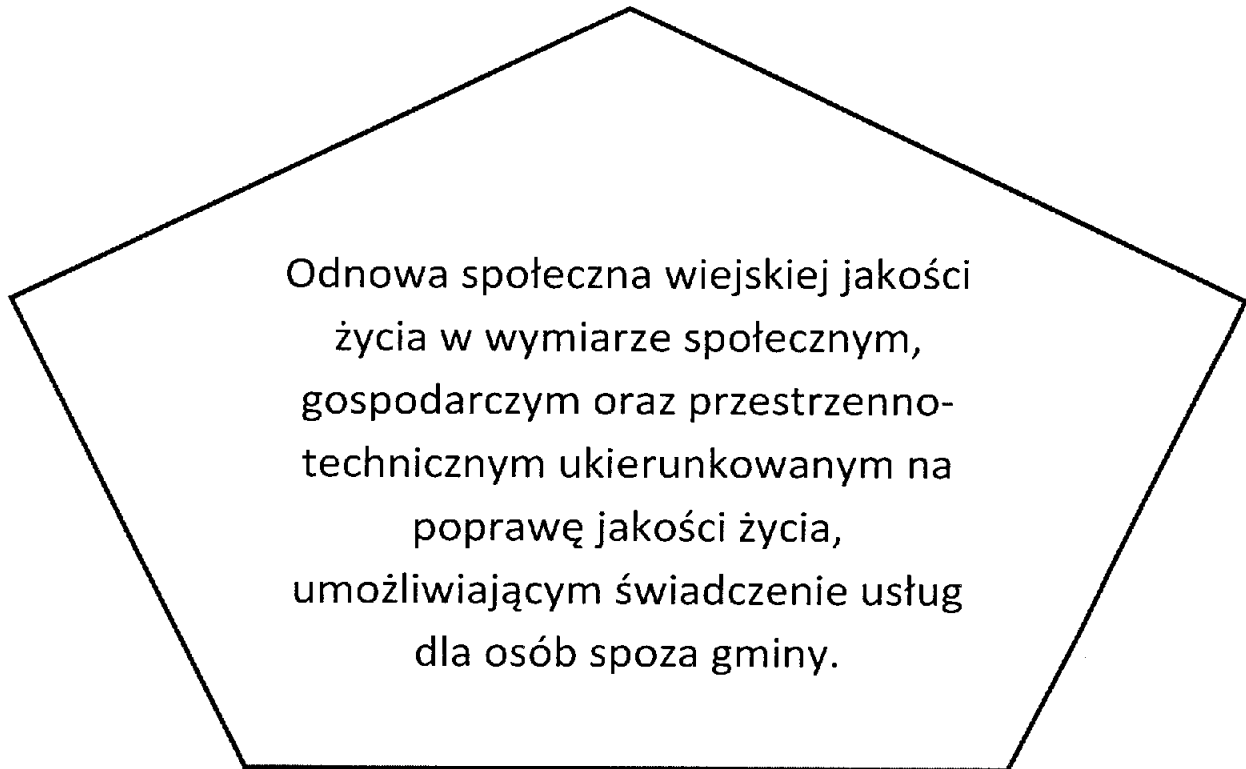 Odnowa społeczna wiejskiej jakości
życia w wymiarze społecznym,
gospodarczym oraz przestrzenno-
technicznym ukierunkowanym na
poprawę jakości życia,
umożliwiającym świadczenie usług
dla osób spoza gminy.